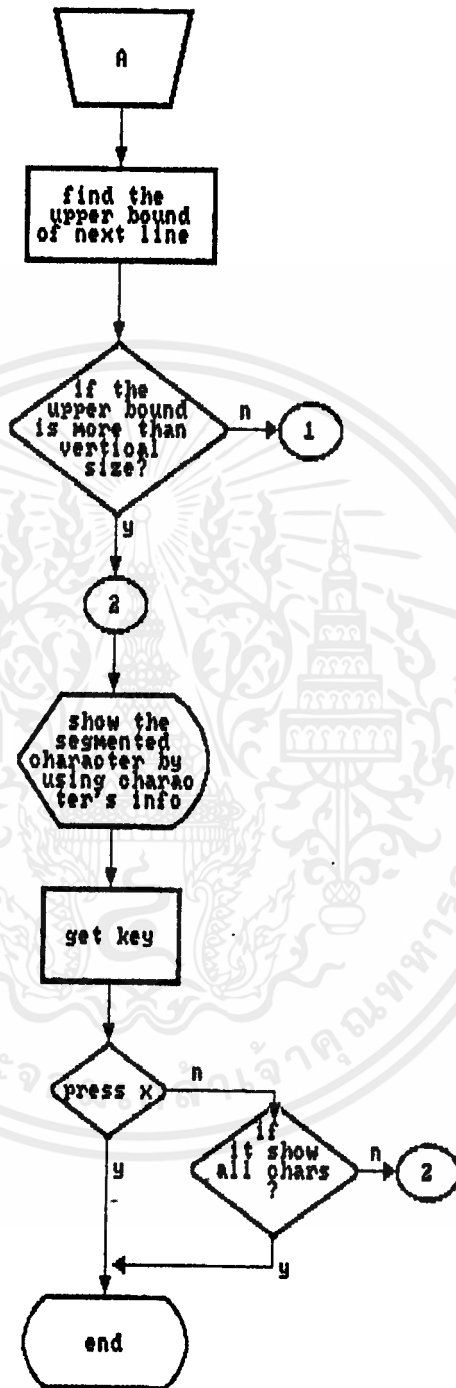 A
find the
upper bound
of next line
if the
upper bound
is more than
vertical
size?
n
1
y
2
show the
segmented
character by
using charac
ter's info
get key
press x
n
if
it show
all chars
?
n
2
y
y
end